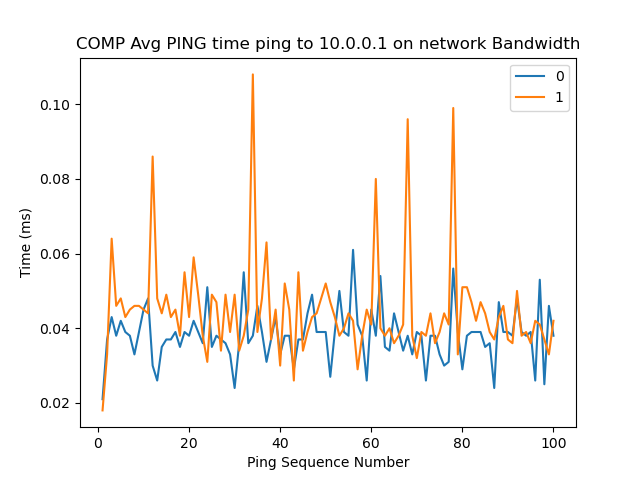 COMP Avg PING time ping to 10.0.0.1 on network Bandwidth
0
1
0.10
0.08
0.06
0.04
0.02
Time (ms)
0 20 40 60 80 100
Ping Sequence Number